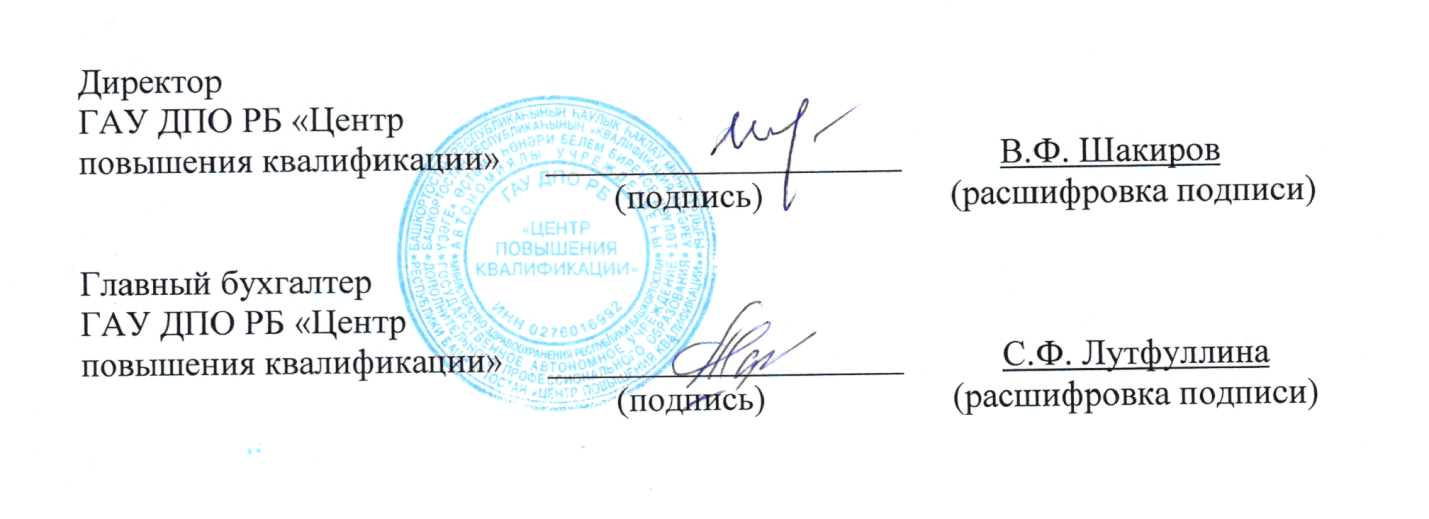 Директор
ГАУ ДПО РБ «Центр
повышения квалификации»
(подпись)
В.Ф. Шакиров
(расшифровка подписи)
ГАУ ДПО РБ
«ЦЕНТР
ПОВЫШЕНИЯ
КВАЛИФИКАЦИИ»
ИНН 0276016992
Главный бухгалтер
ГАУ ДПО РБ «Центр
повышения квалификации»
(подпись)
С.Ф. Лутфуллина
(расшифровка подписи)